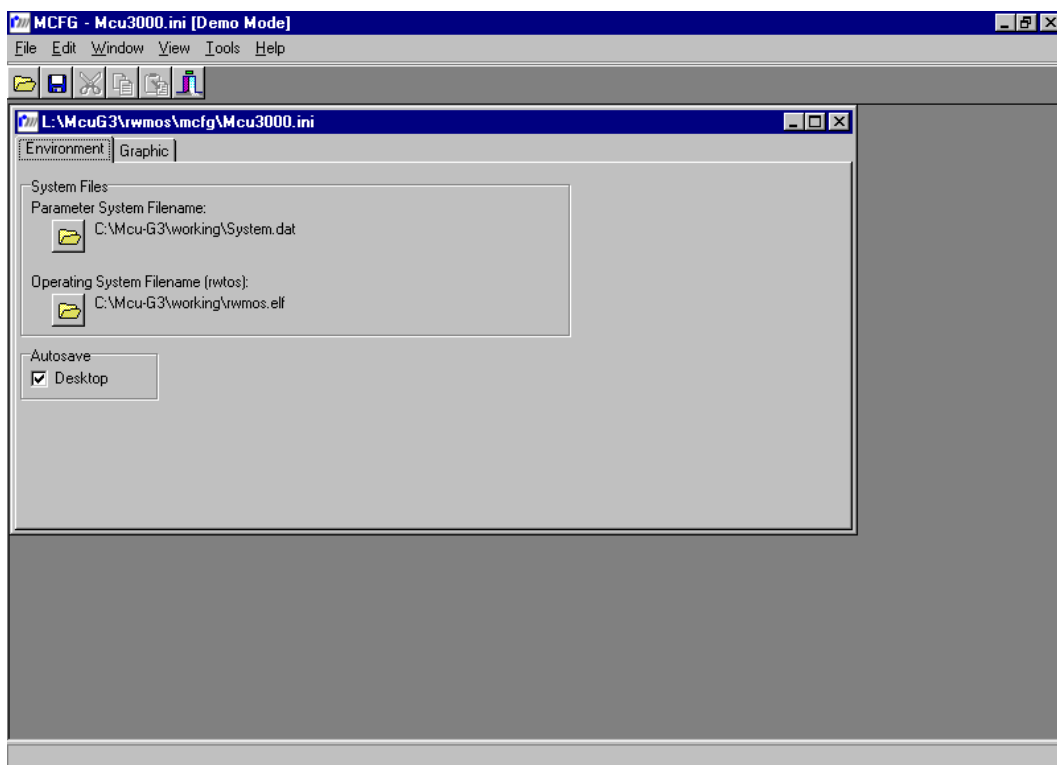 MCFG - Mcu3000.ini [Demo Mode]
File Edit Window View Tools Help
L:\McuG3\rwmos\mcfg\Mcu3000.ini
Environment Graphic
System Files
Parameter System Filename:
C:\Mcu-G3\working\System.dat
Operating System Filename (rwtos):
C:\Mcu-G3\working\rwmos.elf
Autosave
Desktop